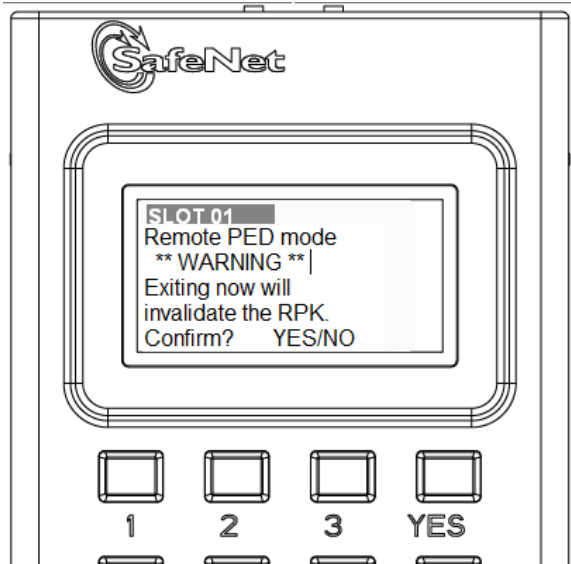 SafeNet
SLOT 01
Remote PED mode
** WARNING **
Exiting now will
invalidate the RPK.
Confirm? YES/NO
1 2 3 YES